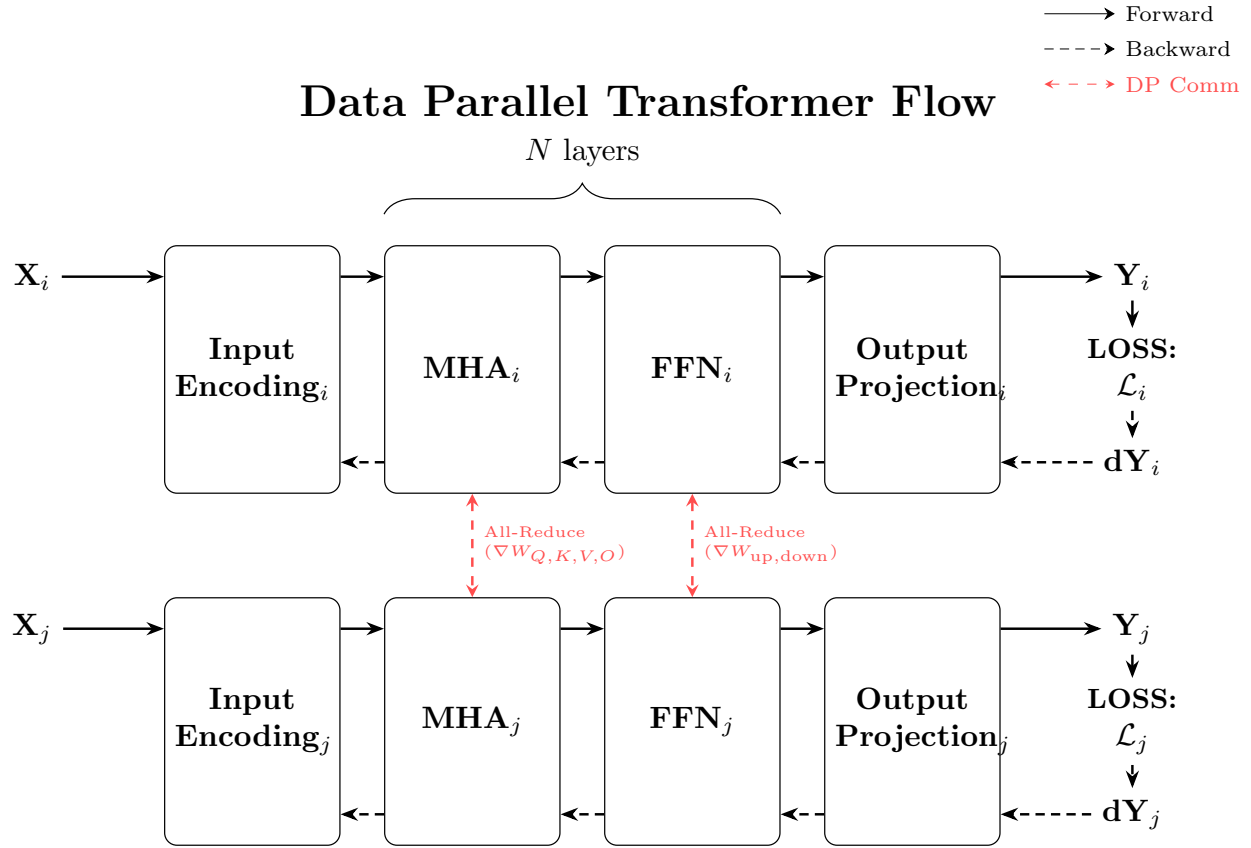 Forward
Backward
DP Comm
Data Parallel Transformer Flow
N layers
X_i
Input
Encoding_i
MHA_i
FFN_i
Output
Projection_i
Y_i
LOSS:
ℒ_i
dY_i
All-Reduce
(∇W_{Q,K,V,O})
All-Reduce
(∇W_{up,down})
X_j
Input
Encoding_j
MHA_j
FFN_j
Output
Projection_j
Y_j
LOSS:
ℒ_j
dY_j